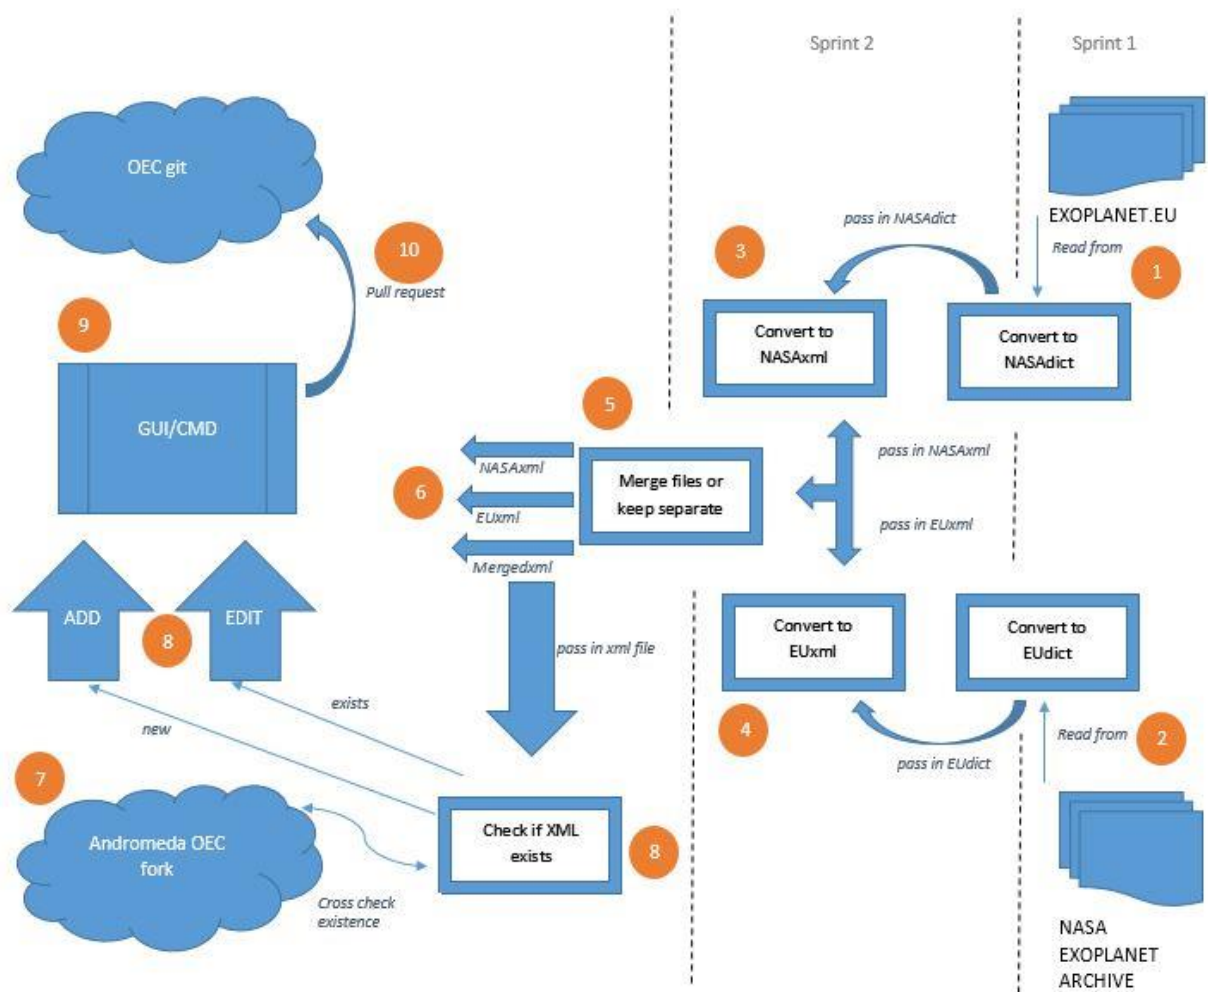 Sprint 2
Sprint 1
OEC git
EXOPLANET.EU
pass in NASAdict
Read from
1
3
10
Pull request
9
Convert to
NASAxml
Convert to
NASAdict
5
GUI/CMD
NASAxml
6
EUxml
Mergedxml
Merge files or
keep separate
pass in NASAxml
pass in EUxml
ADD
8
EDIT
pass in xml file
Convert to
EUxml
Convert to
EUdict
exists
new
4
pass in EUdict
Read from
2
7
Andromeda OEC
fork
Check if XML
exists
8
Cross check
existence
NASA
EXOPLANET
ARCHIVE